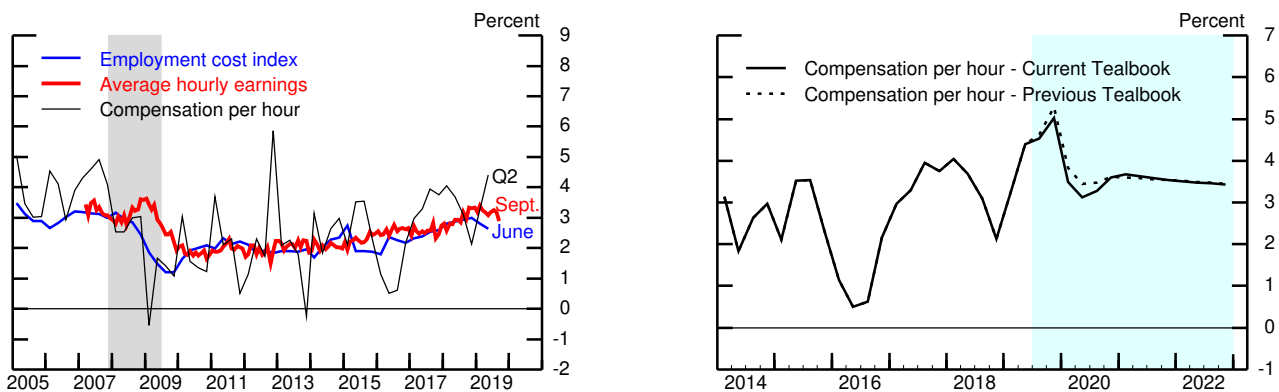 Percent
9
8
7
6
5
4
3
2
1
0
-1
-2
Employment cost index
Average hourly earnings
Compensation per hour
Q2
Sept.
June
2005 2007 2009 2011 2013 2015 2017 2019
Percent
7
6
5
4
3
2
1
0
-1
Compensation per hour - Current Tealbook
Compensation per hour - Previous Tealbook
2014 2016 2018 2020 2022